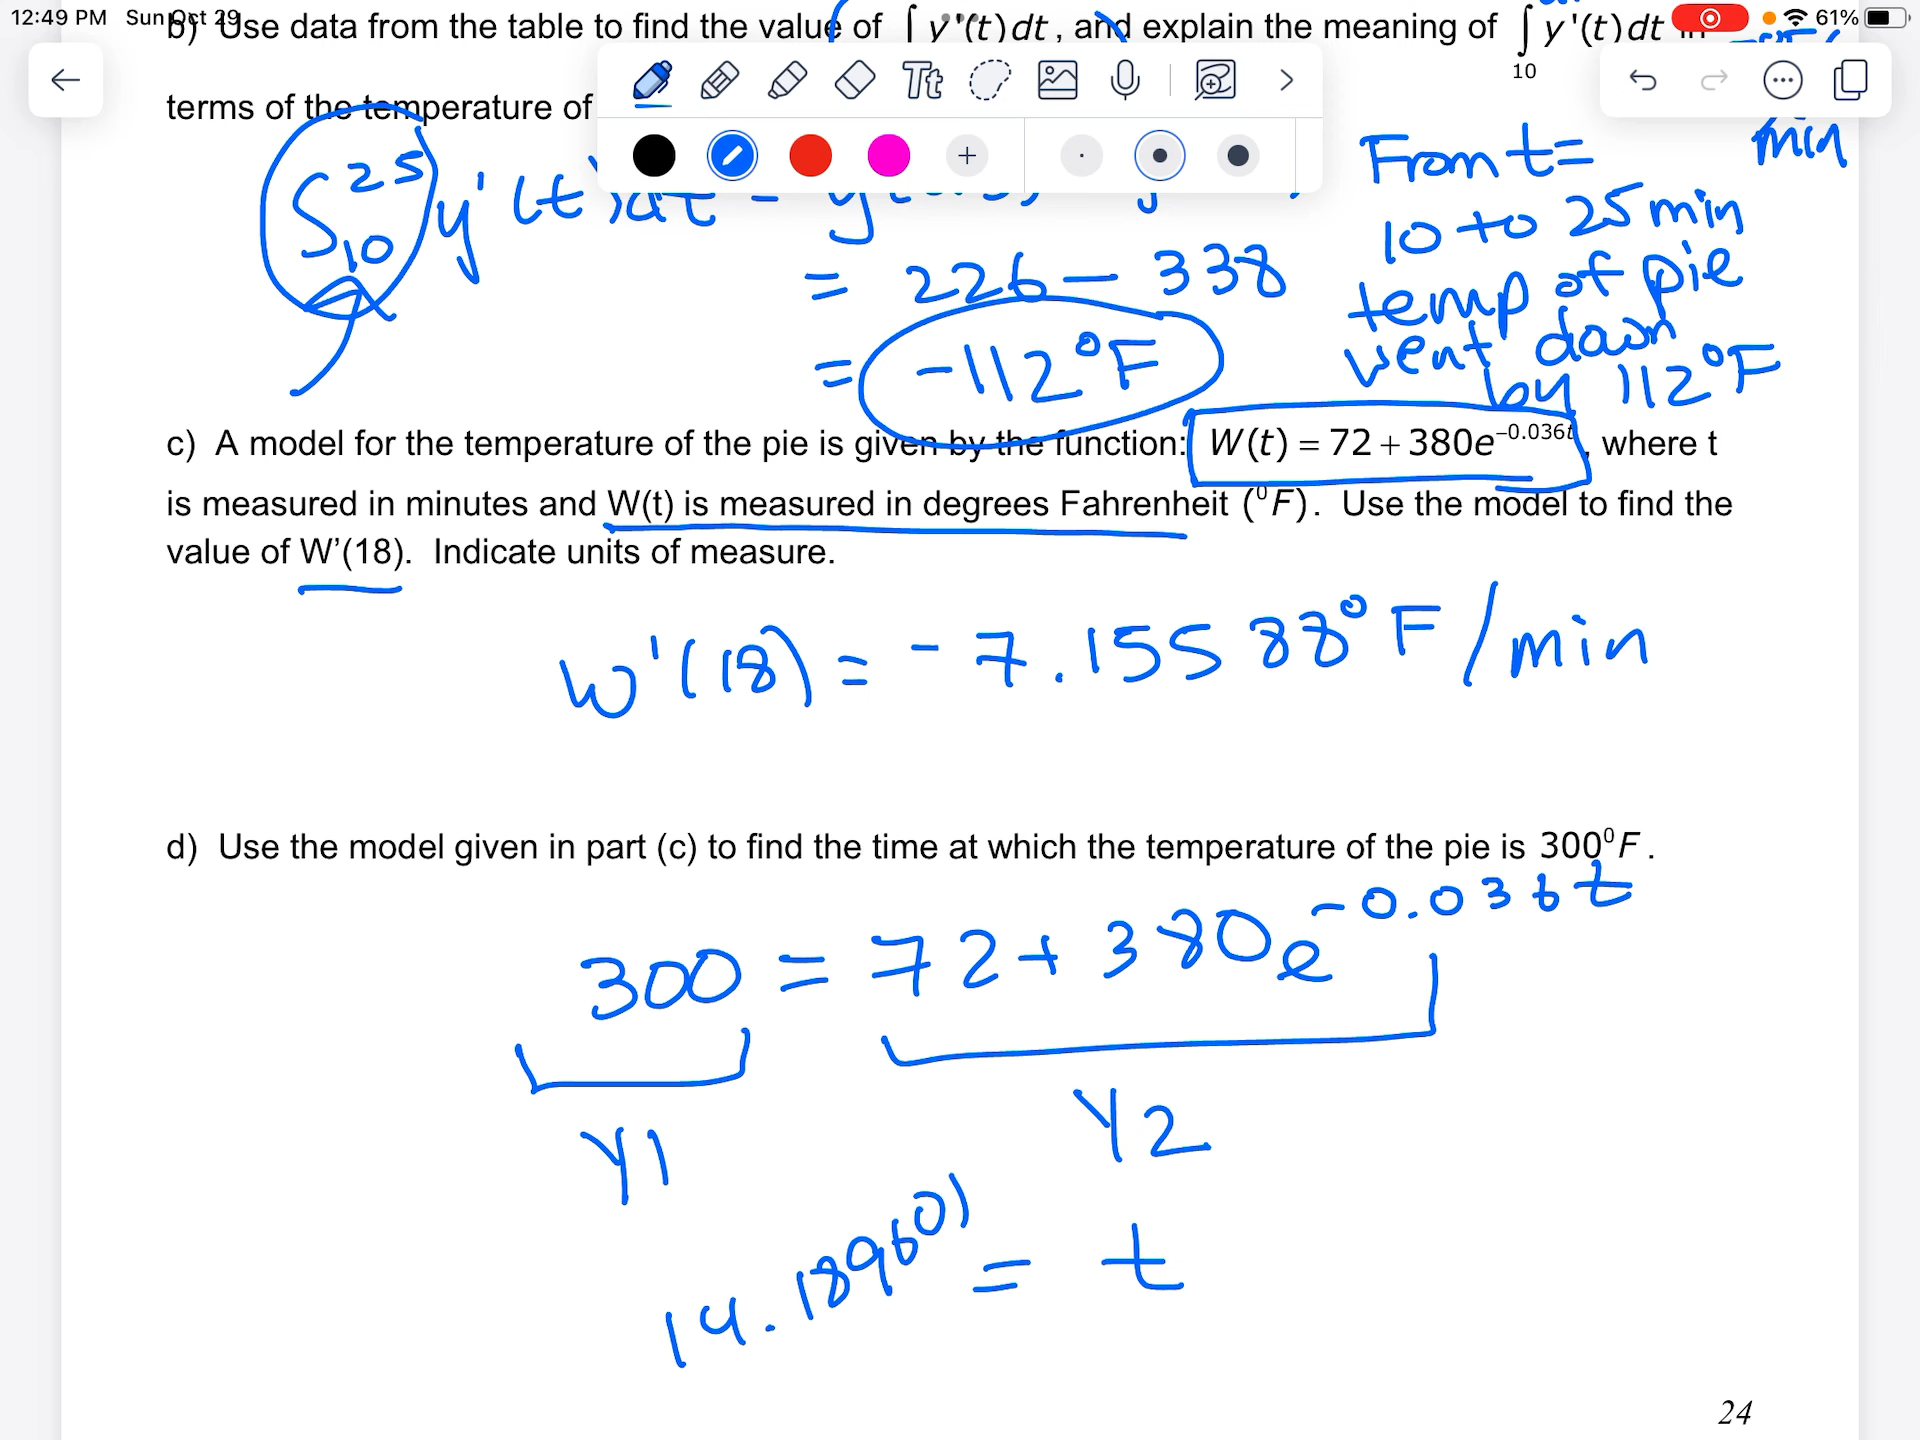 12:49 PM Sun Oct 29 61%
b) Use data from the table to find the value of ∫ y'(t)dt , and explain the meaning of ∫ y'(t)dt in
10
terms of the temperature of
Tt
min
S 25 10 y'(t)dt =
= 226 - 338
= -112°F
From t=
10 to 25 min
temp of pie
went down
by 112°F
c) A model for the temperature of the pie is given by the function: W(t) = 72 + 380e^-0.036t , where t
is measured in minutes and W(t) is measured in degrees Fahrenheit (⁰F). Use the model to find the
value of W’(18). Indicate units of measure.
W'(18) = -7.15588°F/min
d) Use the model given in part (c) to find the time at which the temperature of the pie is 300⁰F.
300 = 72 + 380e^-0.036t
Y1 Y2
14.18960) = t
24